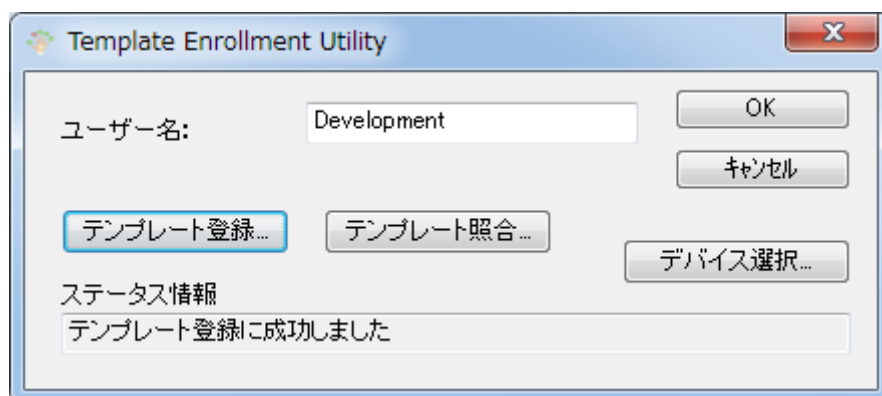 Template Enrollment Utility
ユーザー名:
Development
OK
キャンセル
テンプレート登録...
テンプレート照合...
デバイス選択...
ステータス情報
テンプレート登録に成功しました